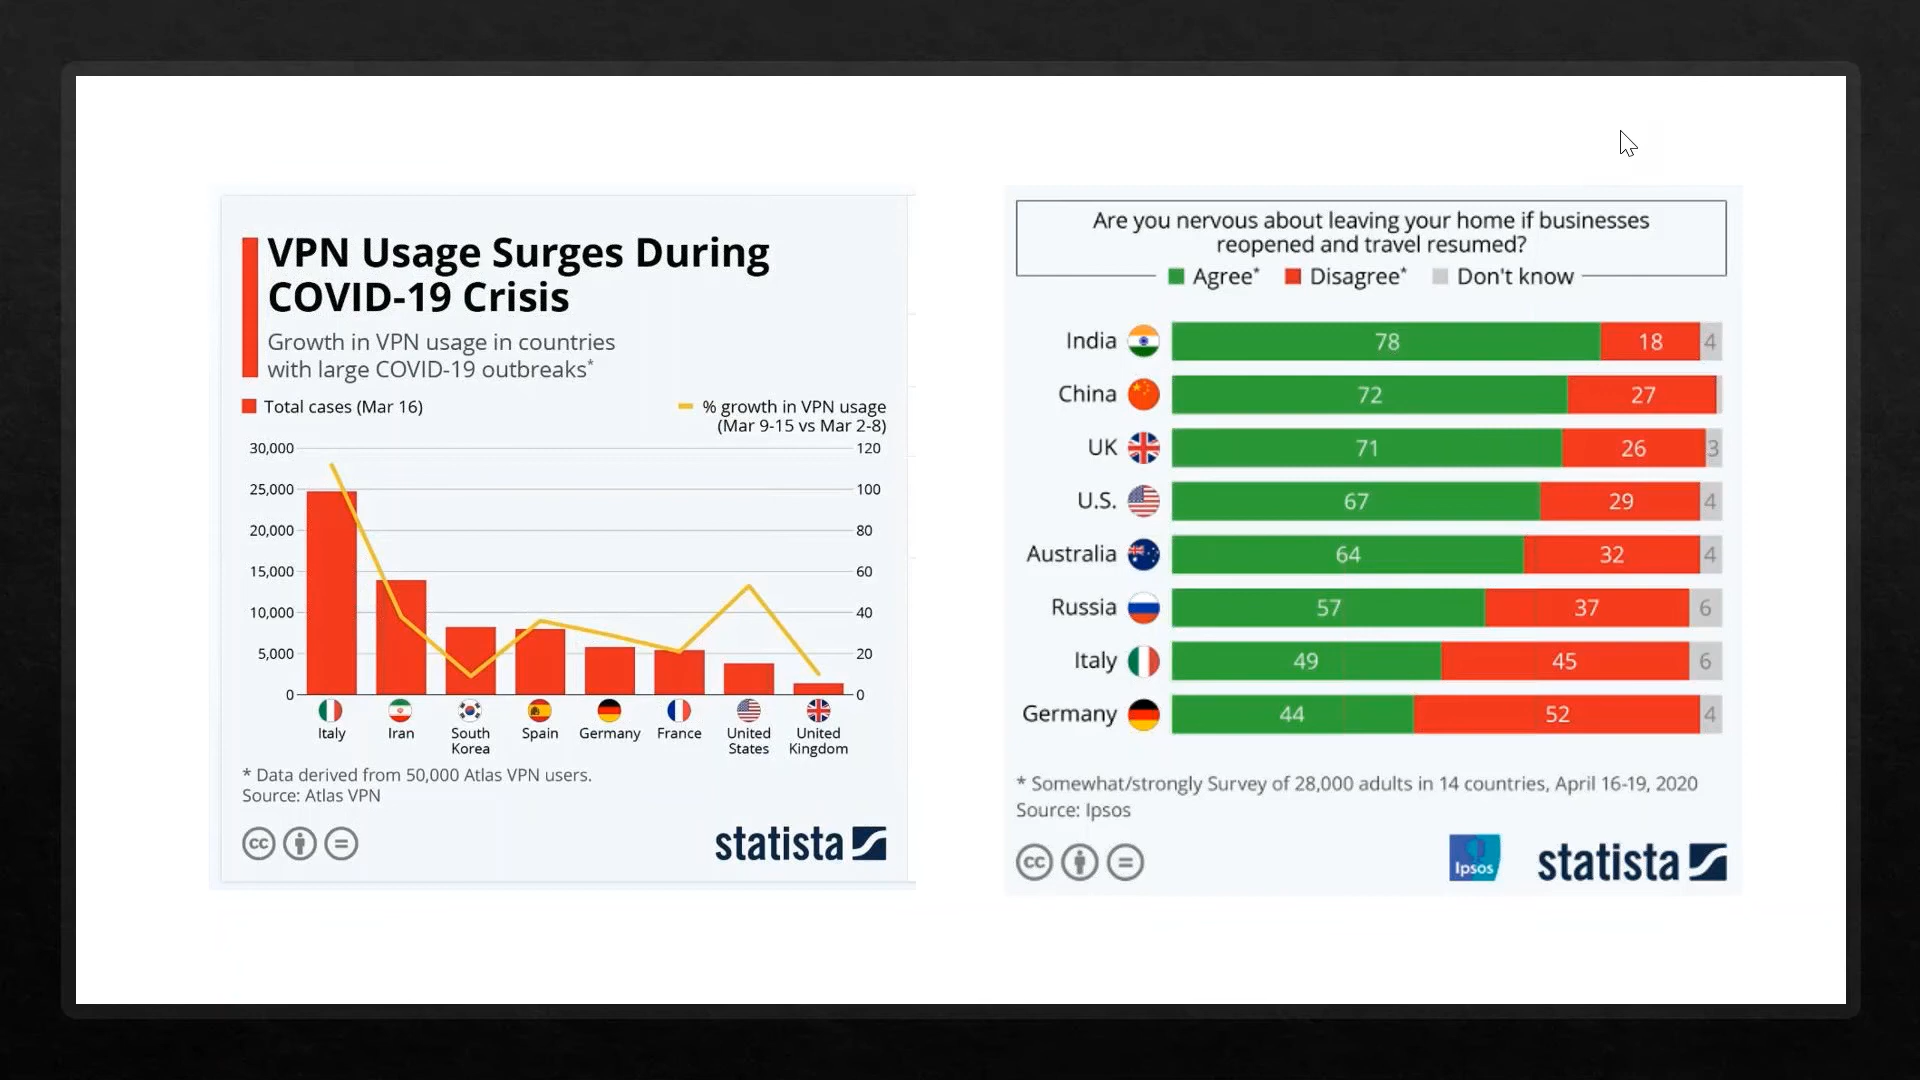 VPN Usage Surges During
COVID-19 Crisis
Growth in VPN usage in countries
with large COVID-19 outbreaks*
Total cases (Mar 16)
% growth in VPN usage
(Mar 9-15 vs Mar 2-8)
30,000 120
25,000 100
20,000 80
15,000 60
10,000 40
5,000 20
0 0
Italy Iran South Korea Spain Germany France United States United Kingdom
* Data derived from 50,000 Atlas VPN users.
Source: Atlas VPN
cc
statista
Are you nervous about leaving your home if businesses
reopened and travel resumed?
Agree* Disagree* Don't know
India 78 18 4
China 72 27
UK 71 26 3
U.S. 67 29 4
Australia 64 32 4
Russia 57 37 6
Italy 49 45 6
Germany 44 52 4
* Somewhat/strongly Survey of 28,000 adults in 14 countries, April 16-19, 2020
Source: Ipsos
cc
Ipsos
statista